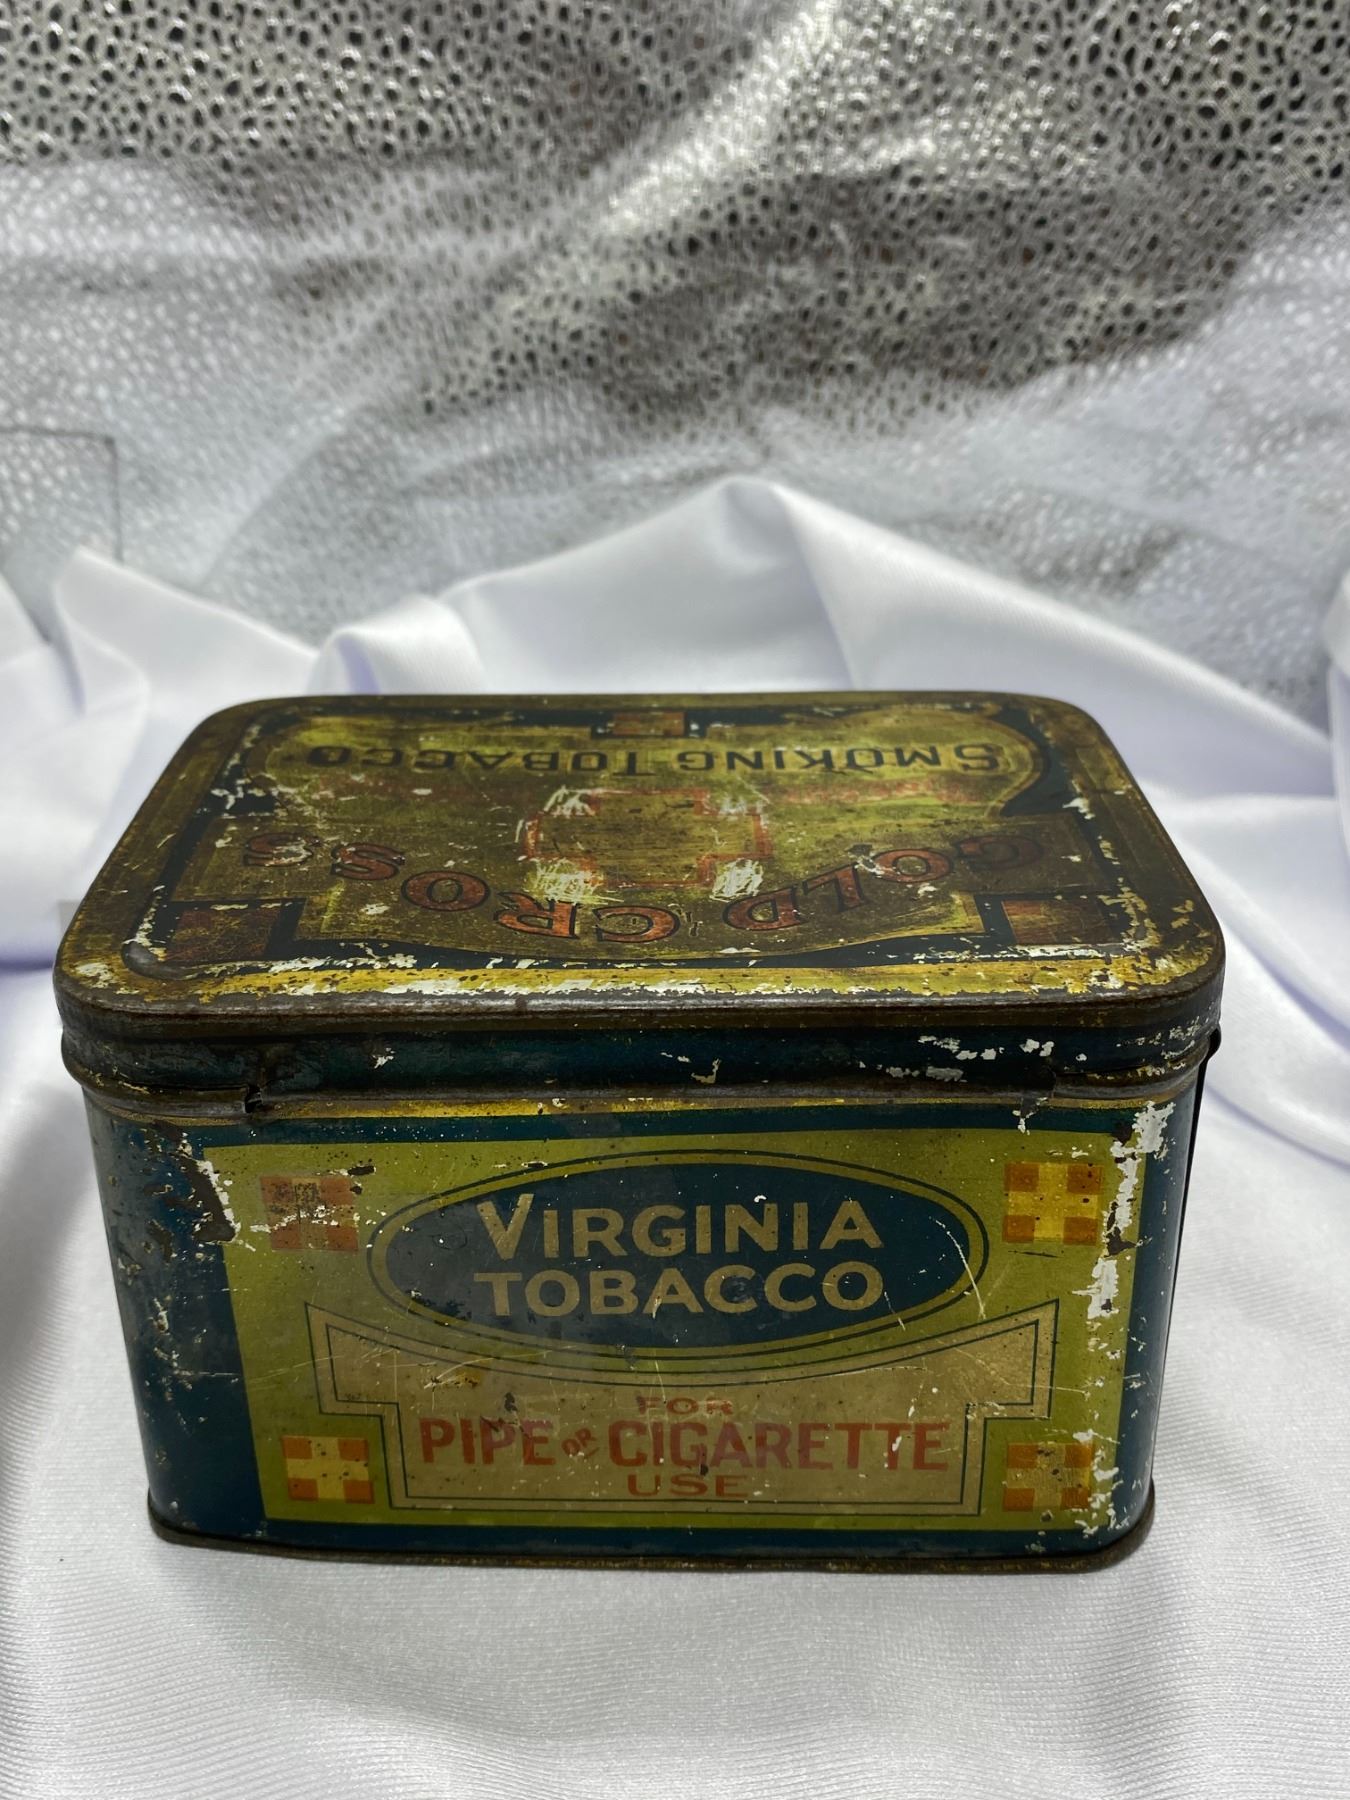 GOLD CROSS
SMOKING TOBACCO
VIRGINIA
TOBACCO
FOR
PIPE OR CIGARETTE
USE